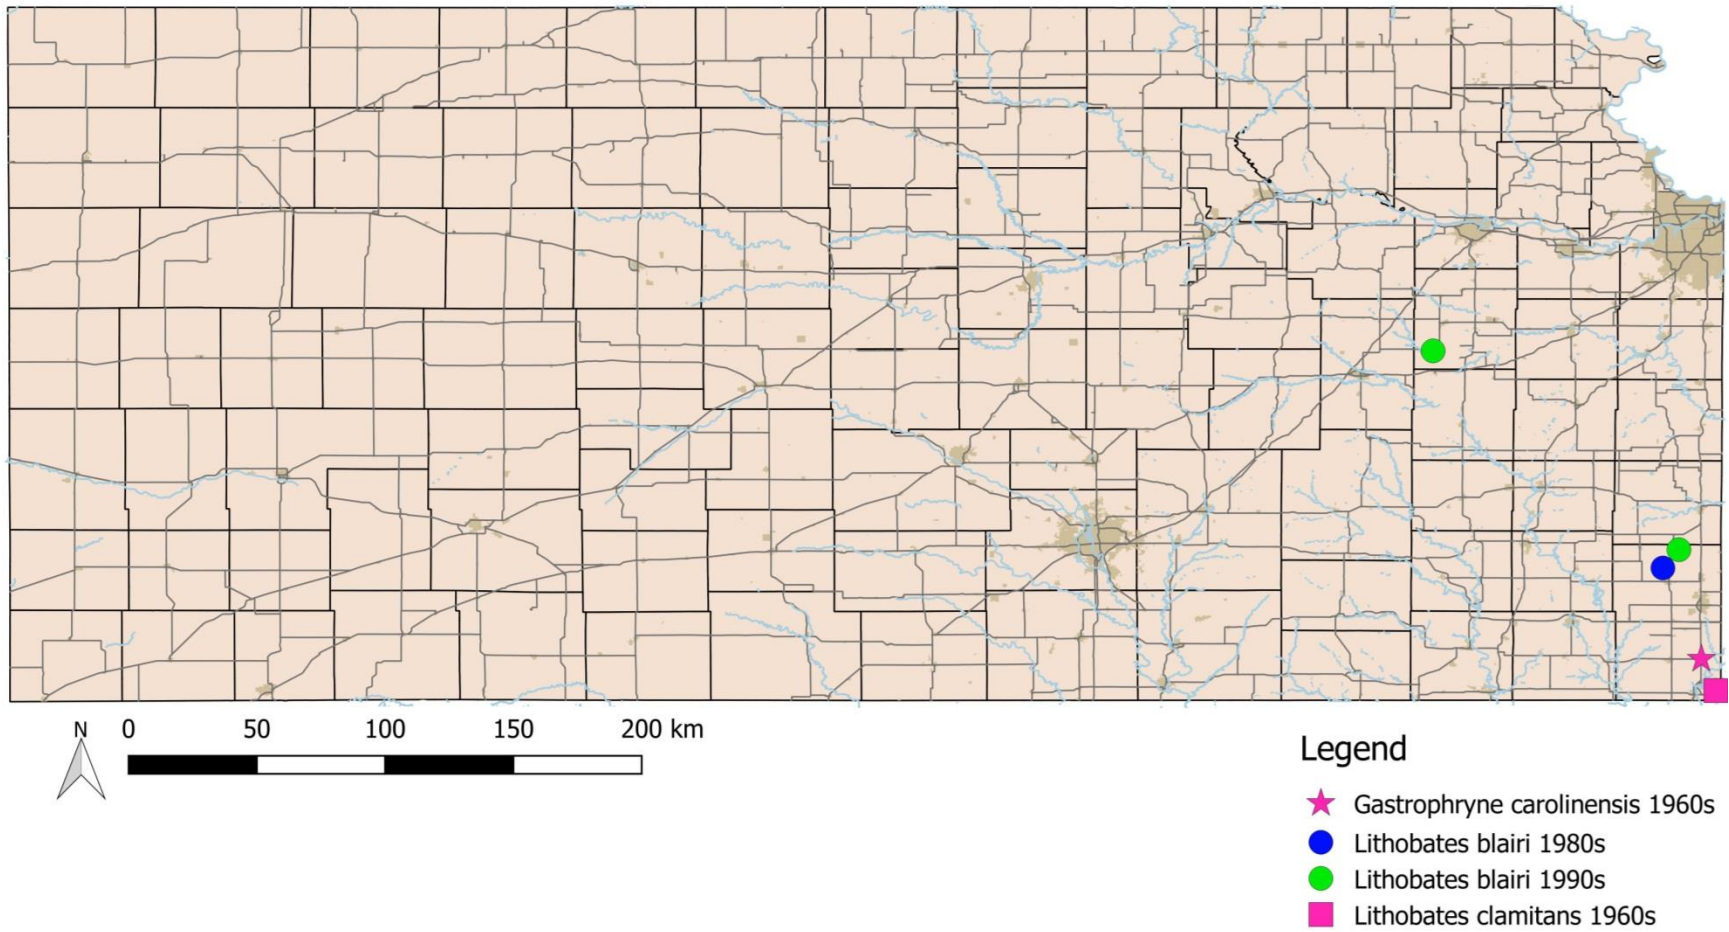 N
0 50 100 150 200 km
Legend
Gastrophryne carolinensis 1960s
Lithobates blairi 1980s
Lithobates blairi 1990s
Lithobates clamitans 1960s